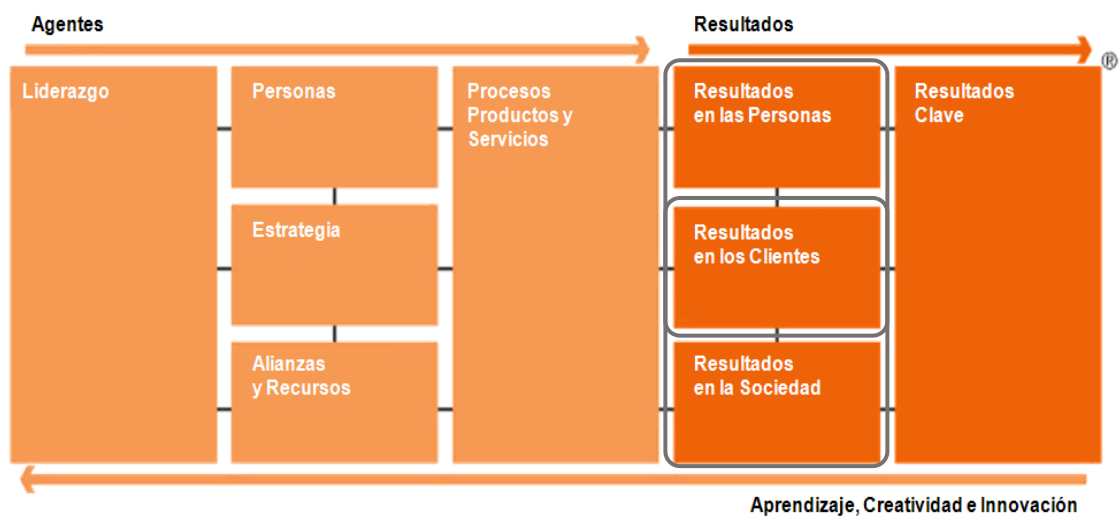 Agentes
Resultados
®
Liderazgo
Personas
Procesos
Productos y
Servicios
Resultados
en las Personas
Resultados
Clave
Estrategia
Resultados
en los Clientes
Alianzas
y Recursos
Resultados
en la Sociedad
Aprendizaje, Creatividad e Innovación